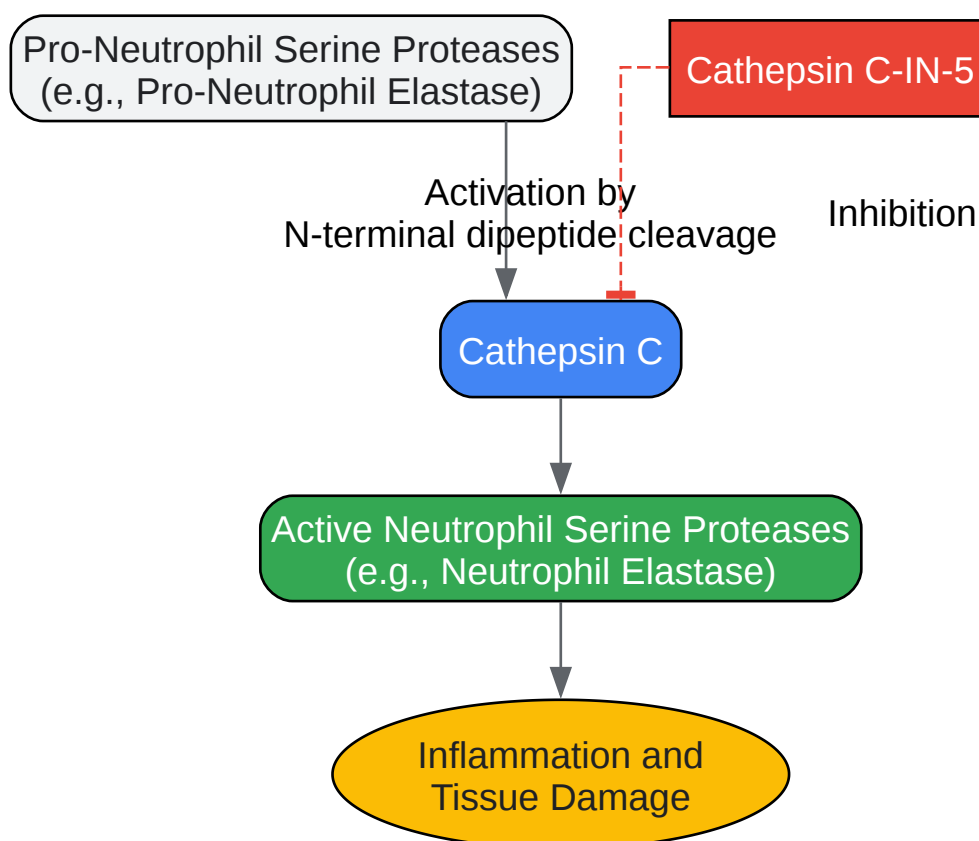 Pro-Neutrophil Serine Proteases
(e.g., Pro-Neutrophil Elastase)
Cathepsin C-IN-5
Activation by
N-terminal dipeptide cleavage
Inhibition
Cathepsin C
Active Neutrophil Serine Proteases
(e.g., Neutrophil Elastase)
Inflammation and
Tissue Damage